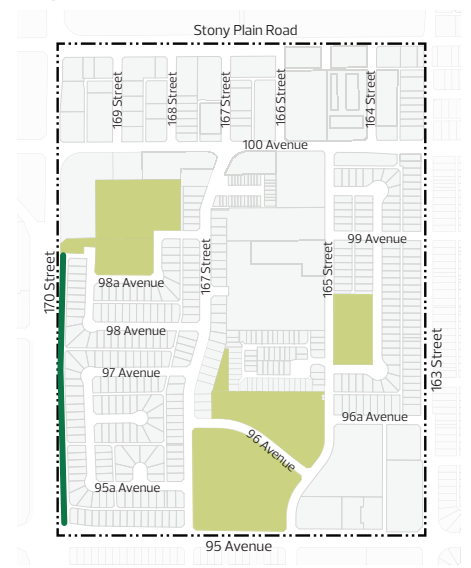 Stony Plain Road
169 Street
168 Street
167 Street
166 Street
164 Street
100 Avenue
99 Avenue
170 Street
167 Street
165 Street
98a Avenue
98 Avenue
163 Street
97 Avenue
96a Avenue
96 Avenue
95a Avenue
95 Avenue